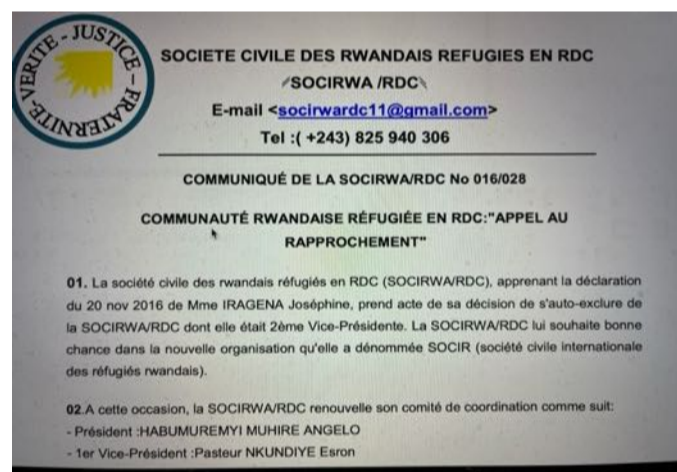 VERITE - JUSTICE - FRATERNITE-
SOCIETE CIVILE DES RWANDAIS REFUGIES EN RDC
"SOCIRWA /RDC"
E-mail <socirwardc11@gmail.com>
Tel :( +243) 825 940 306
COMMUNIQUÉ DE LA SOCIRWA/RDC No 016/028
COMMUNAUTÉ RWANDAISE RÉFUGIÉE EN RDC:"APPEL AU
RAPPROCHEMENT"
01. La société civile des rwandais réfugiés en RDC (SOCIRWA/RDC), apprenant la déclaration
du 20 nov 2016 de Mme IRAGENA Joséphine, prend acte de sa décision de s'auto-exclure de
la SOCIRWA/RDC dont elle était 2ème Vice-Présidente. La SOCIRWA/RDC lui souhaite bonne
chance dans la nouvelle organisation qu'elle a dénommée SOCIR (société civile internationale
des réfugiés rwandais).
02.A cette occasion, la SOCIRWA/RDC renouvelle son comité de coordination comme suit:
- Président :HABUMUREMYI MUHIRE ANGELO
- 1er Vice-Président :Pasteur NKUNDIYE Esron